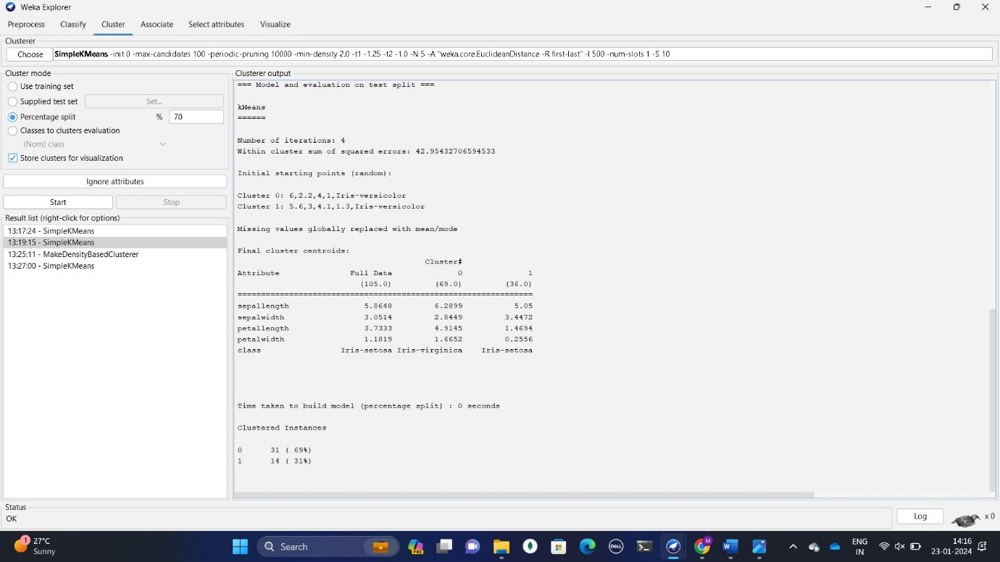 Weka Explorer
Preprocess Classify Cluster Associate Select attributes Visualize
Clusterer
Choose SimpleKMeans -init 0 -max-candidates 100 -periodic-pruning 10000 -min-density 2.0 -t1 -1.25 -t2 -1.0 -N 5 -A "weka.core.EuclideanDistance -R first-last" -I 500 -num-slots 1 -S 10
Cluster mode
Use training set
Supplied test set Set...
Percentage split % 70
Classes to clusters evaluation
(Nom) class
Store clusters for visualization
Ignore attributes
Start Stop
Result list (right-click for options)
13:17:24 - SimpleKMeans
13:19:15 - SimpleKMeans
13:25:11 - MakeDensityBasedClusterer
13:27:00 - SimpleKMeans
Clusterer output
=== Model and evaluation on test split ===
kMeans
======
Number of iterations: 4
Within cluster sum of squared errors: 42.95432706594533
Initial starting points (random):
Cluster 0: 6,2.2,4,1,Iris-versicolor
Cluster 1: 5.6,3,4.1,1.3,Iris-versicolor
Missing values globally replaced with mean/mode
Final cluster centroids:
Cluster#
Attribute Full Data 0 1
(105.0) (69.0) (36.0)
==========================================================
sepallength 5.8648 6.2899 5.05
sepalwidth 3.0514 2.8449 3.4472
petallength 3.7333 4.9145 1.4694
petalwidth 1.1819 1.6652 0.2556
class Iris-setosa Iris-virginica Iris-setosa
Time taken to build model (percentage split) : 0 seconds
Clustered Instances
0 31 ( 69%)
1 14 ( 31%)
Status
OK
Log x 0
1 27°C
Sunny
Search
PRE
DELL
M
ENG
IN
14:16
23-01-2024